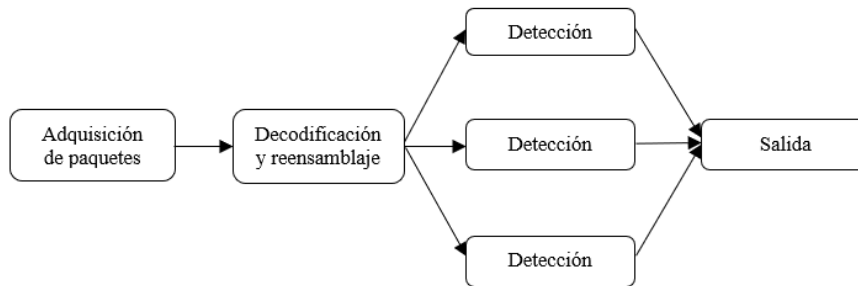 Adquisición
de paquetes
Decodificación
y reensamblaje
Detección
Detección
Detección
Salida